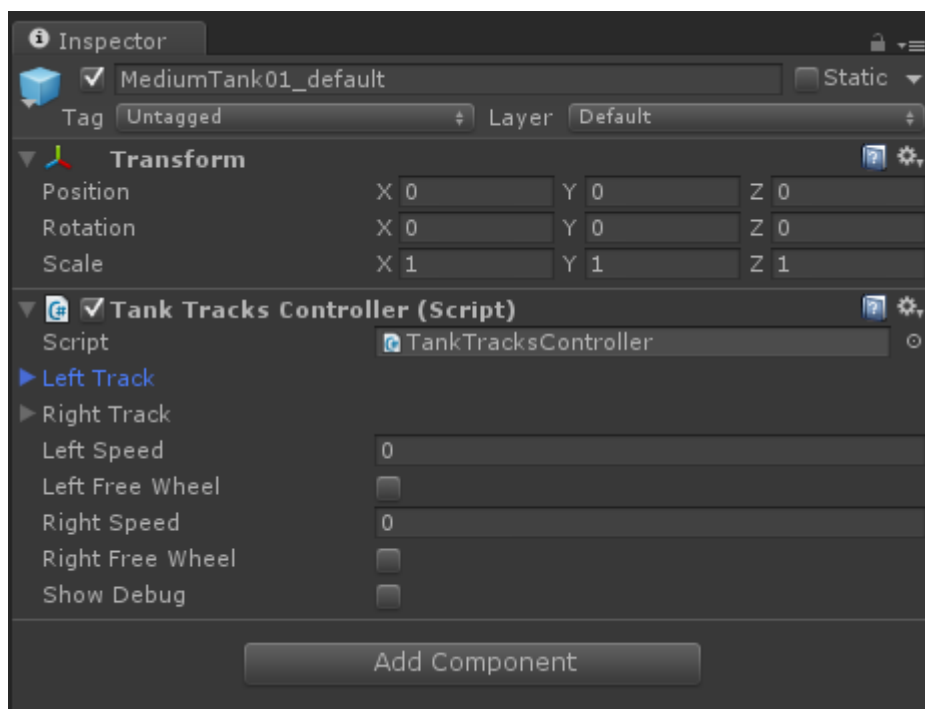 Inspector
MediumTank01_default Static
Tag Untagged Layer Default
Transform
Position X 0 Y 0 Z 0
Rotation X 0 Y 0 Z 0
Scale X 1 Y 1 Z 1
Tank Tracks Controller (Script)
Script TankTracksController
Left Track
Right Track
Left Speed 0
Left Free Wheel
Right Speed 0
Right Free Wheel
Show Debug
Add Component